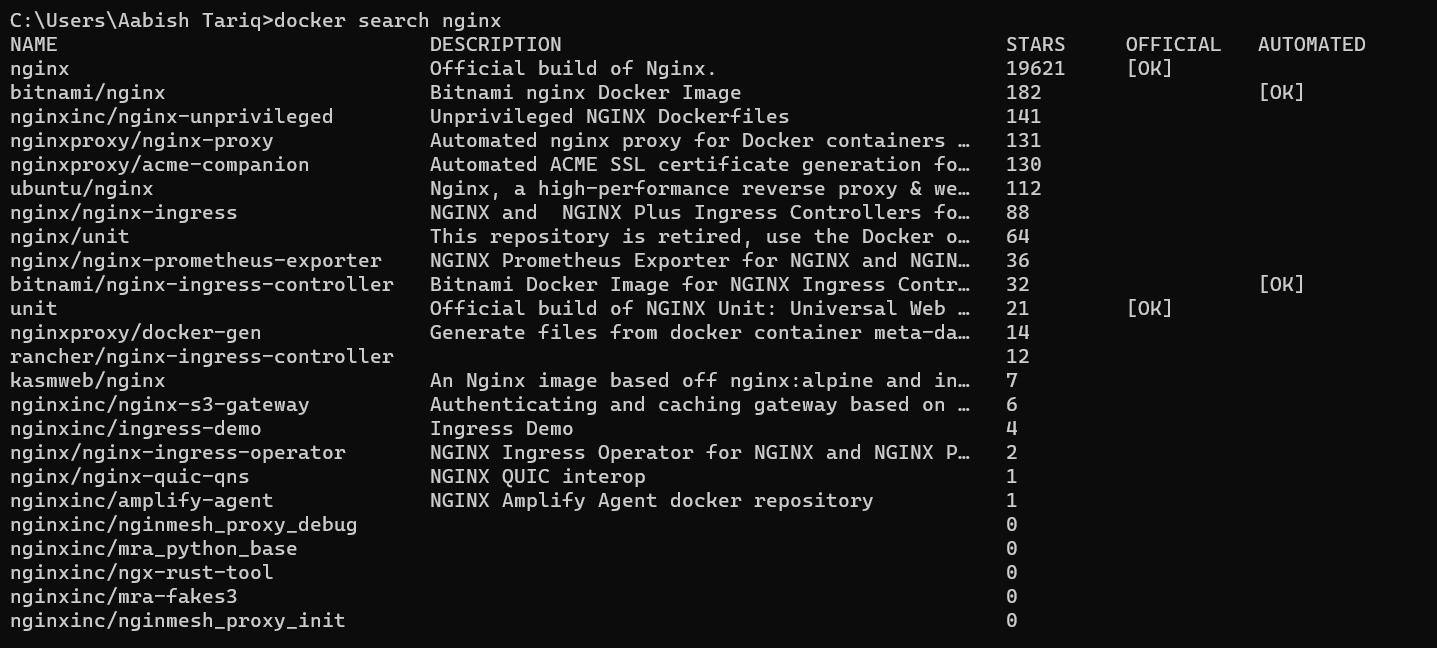 C:\Users\Aabish Tariq>docker search nginx
NAME DESCRIPTION STARS OFFICIAL AUTOMATED
nginx Official build of Nginx. 19621 [OK]
bitnami/nginx Bitnami nginx Docker Image 182 [OK]
nginxinc/nginx-unprivileged Unprivileged NGINX Dockerfiles 141
nginxproxy/nginx-proxy Automated nginx proxy for Docker containers … 131
nginxproxy/acme-companion Automated ACME SSL certificate generation fo… 130
ubuntu/nginx Nginx, a high-performance reverse proxy & we… 112
nginx/nginx-ingress NGINX and  NGINX Plus Ingress Controllers fo… 88
nginx/unit This repository is retired, use the Docker o… 64
nginx/nginx-prometheus-exporter NGINX Prometheus Exporter for NGINX and NGIN… 36
bitnami/nginx-ingress-controller Bitnami Docker Image for NGINX Ingress Contr… 32 [OK]
unit Official build of NGINX Unit: Universal Web … 21 [OK]
nginxproxy/docker-gen Generate files from docker container meta-da… 14
rancher/nginx-ingress-controller 12
kasmweb/nginx An Nginx image based off nginx:alpine and in… 7
nginxinc/nginx-s3-gateway Authenticating and caching gateway based on … 6
nginxinc/ingress-demo Ingress Demo 4
nginx/nginx-ingress-operator NGINX Ingress Operator for NGINX and NGINX P… 2
nginx/nginx-quic-qns NGINX QUIC interop 1
nginxinc/amplify-agent NGINX Amplify Agent docker repository 1
nginxinc/nginmesh_proxy_debug 0
nginxinc/mra_python_base 0
nginxinc/ngx-rust-tool 0
nginxinc/mra-fakes3 0
nginxinc/nginmesh_proxy_init 0